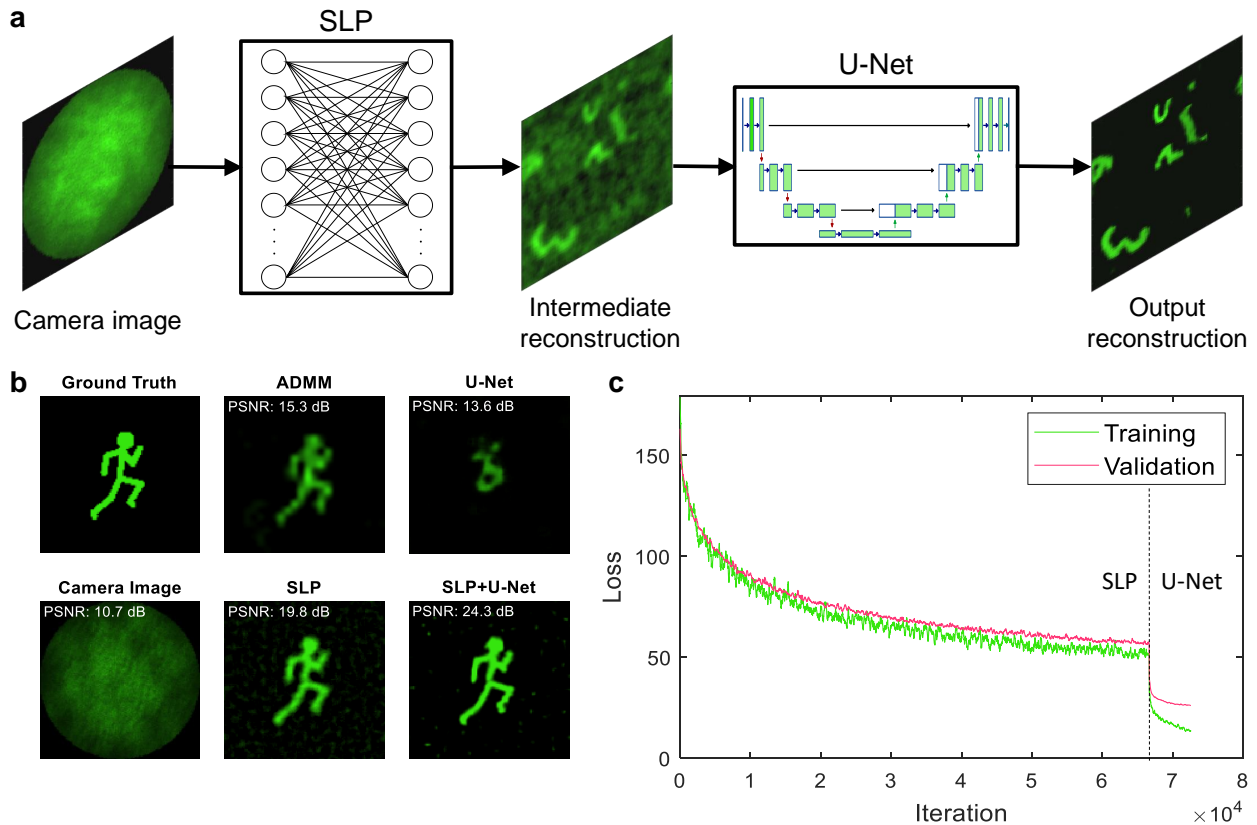 a
SLP
U-Net
Camera image
Intermediate
reconstruction
Output
reconstruction
b
Ground Truth
ADMM
U-Net
PSNR: 15.3 dB
PSNR: 13.6 dB
Camera Image
SLP
SLP+U-Net
PSNR: 10.7 dB
PSNR: 19.8 dB
PSNR: 24.3 dB
c
Training
Validation
SLP
U-Net
Loss
150
100
50
0
0
1
2
3
4
5
6
7
8
Iteration
×10⁴